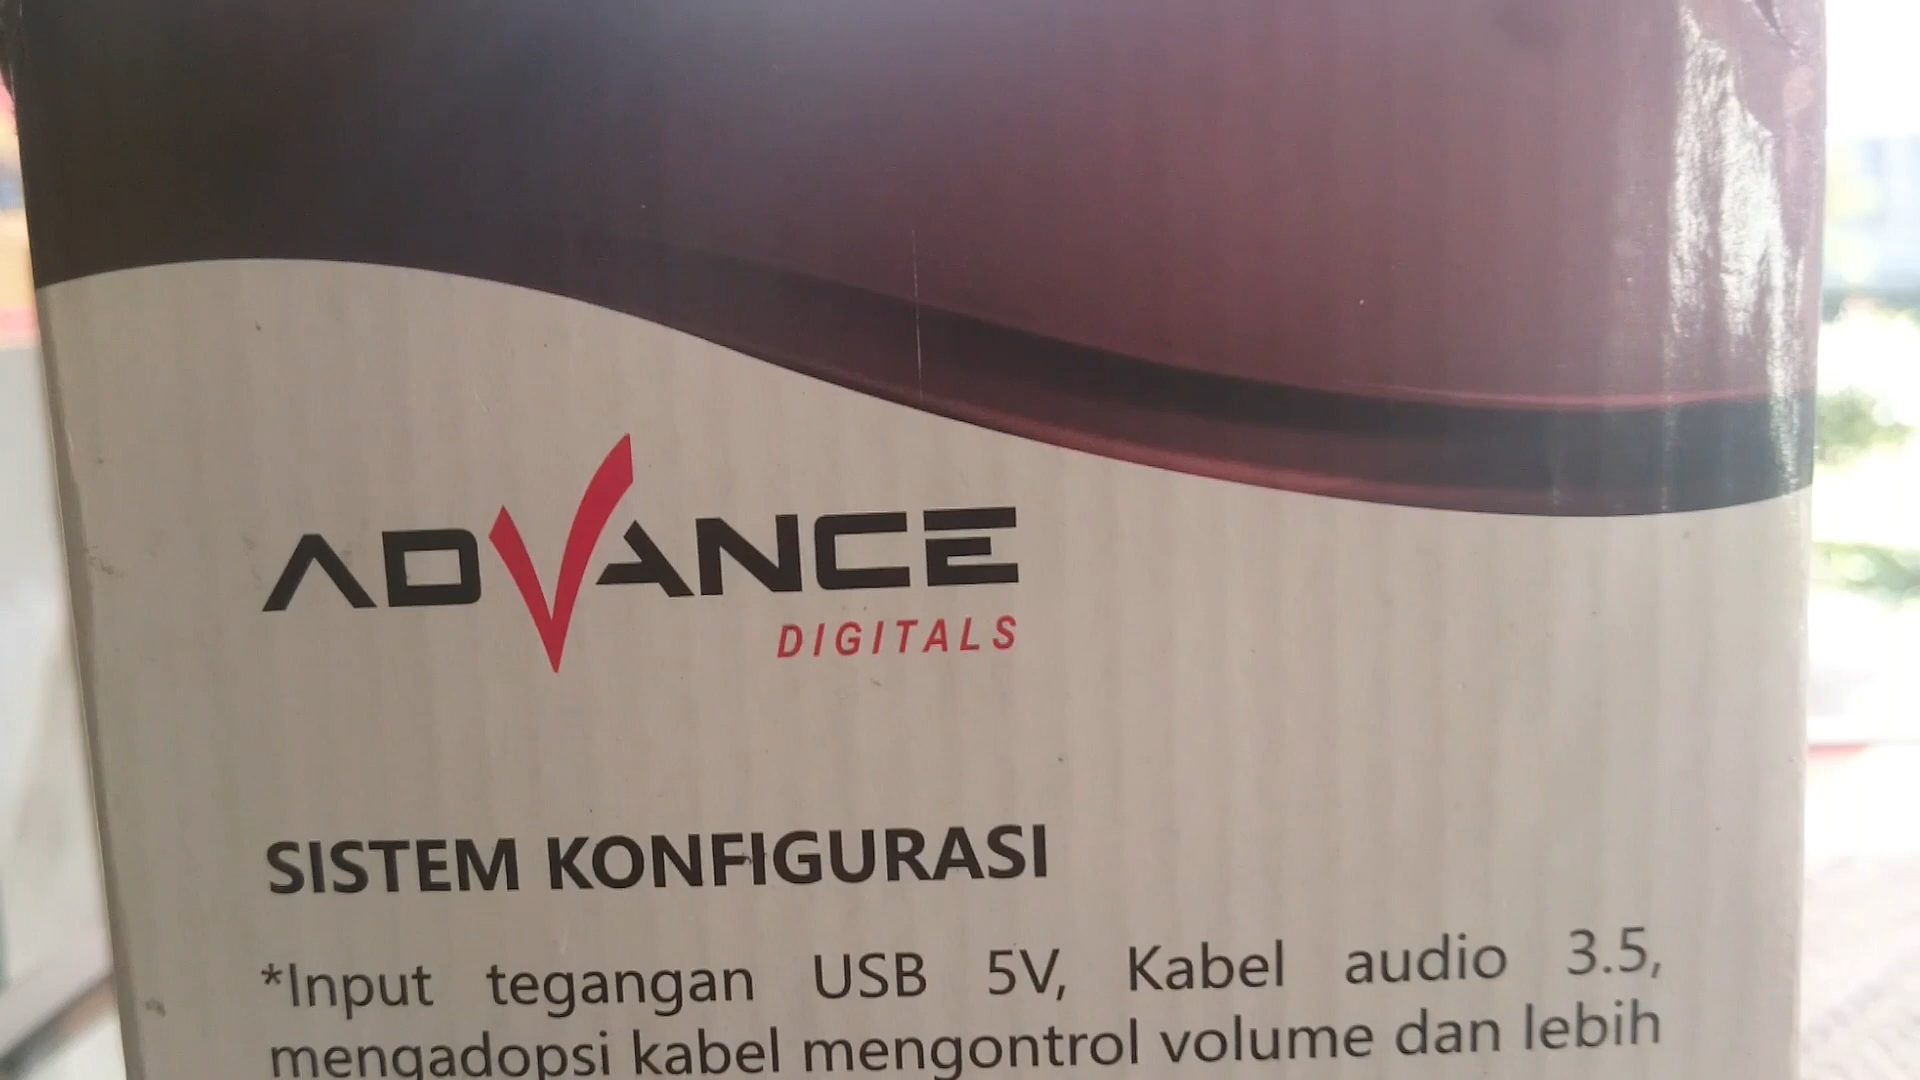 ADVANCE
DIGITALS
SISTEM KONFIGURASI
*Input tegangan USB 5V, Kabel audio 3.5,
mengadopsi kabel mengontrol volume dan lebih